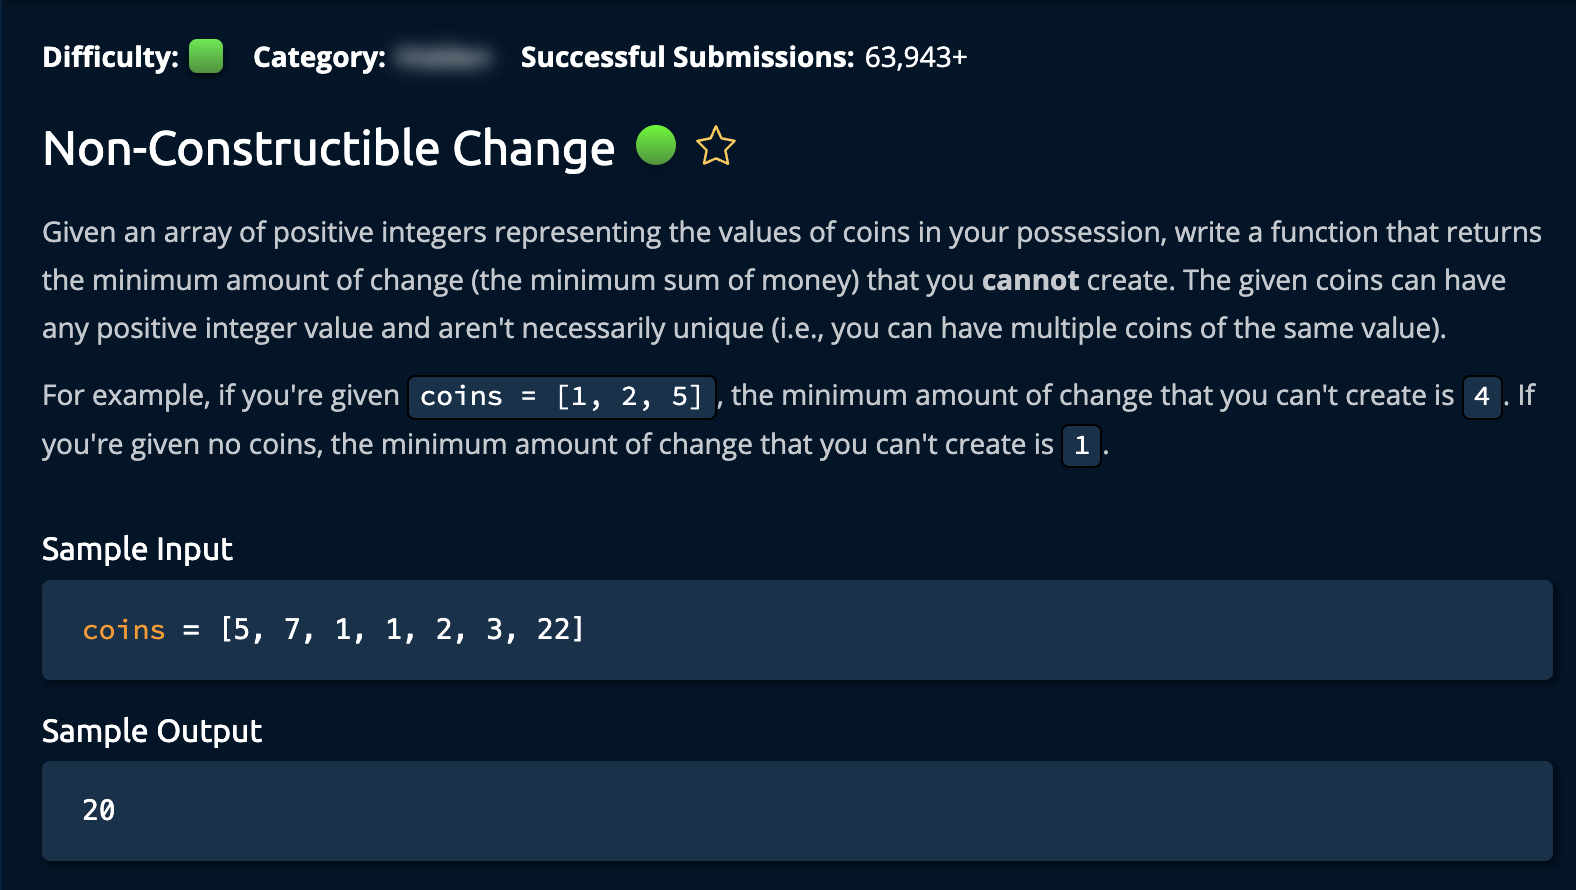 Difficulty: Category: Successful Submissions: 63,943+
Non-Constructible Change
Given an array of positive integers representing the values of coins in your possession, write a function that returns
the minimum amount of change (the minimum sum of money) that you cannot create. The given coins can have
any positive integer value and aren't necessarily unique (i.e., you can have multiple coins of the same value).
For example, if you're given coins = [1, 2, 5], the minimum amount of change that you can't create is 4. If
you're given no coins, the minimum amount of change that you can't create is 1.
Sample Input
coins = [5, 7, 1, 1, 2, 3, 22]
Sample Output
20